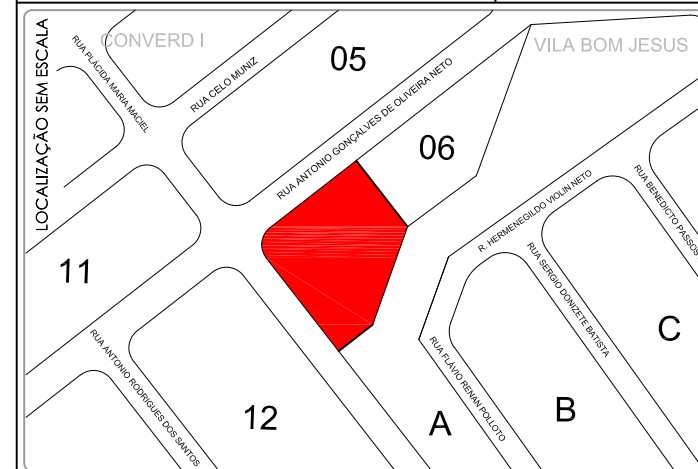 LOCALIZAÇÃO SEM ESCALA
CONVERD I
VILA BOM JESUS
RUA PLÁCIDA MARIA MACIEL
RUA CELO MUNIZ
05
RUA ANTONIO GONÇALVES DE OLIVEIRA NETO
06
R. HERMENEGILDO VIOLIN NETO
RUA BENEDICTO PASSOS
RUA SERGIO DONIZETE BATISTA
11
RUA ANTONIO RODRIGUES DOS SANTOS
12
RUA FLÁVIO RENAN POLLOTO
A
B
C